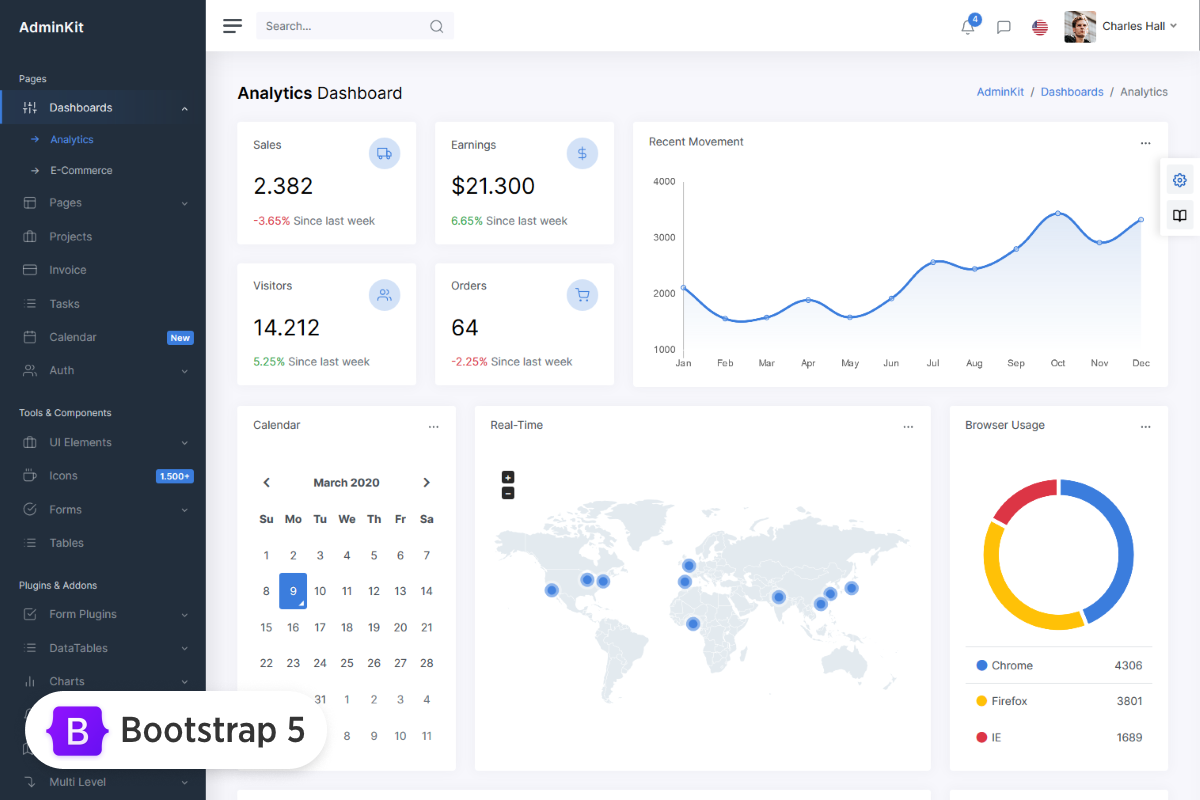 AdminKit
Search...
4
Charles Hall
Pages
Dashboards
Analytics
E-Commerce
Pages
Projects
Invoice
Tasks
Calendar New
Auth
Tools & Components
UI Elements
Icons 1.500+
Forms
Tables
Plugins & Addons
Form Plugins
DataTables
Charts
Multi Level
B Bootstrap 5
Analytics Dashboard
AdminKit / Dashboards / Analytics
Sales
2.382
-3.65% Since last week
Earnings
$21.300
6.65% Since last week
Visitors
14.212
5.25% Since last week
Orders
64
-2.25% Since last week
Recent Movement
4000
3000
2000
1000
Jan Feb Mar Apr May Jun Jul Aug Sep Oct Nov Dec
Calendar
March 2020
Su Mo Tu We Th Fr Sa
1 2 3 4 5 6 7
8 9 10 11 12 13 14
15 16 17 18 19 20 21
22 23 24 25 26 27 28
31 1 2 3 4
8 9 10 11
Real-Time
+
−
Browser Usage
Chrome 4306
Firefox 3801
IE 1689